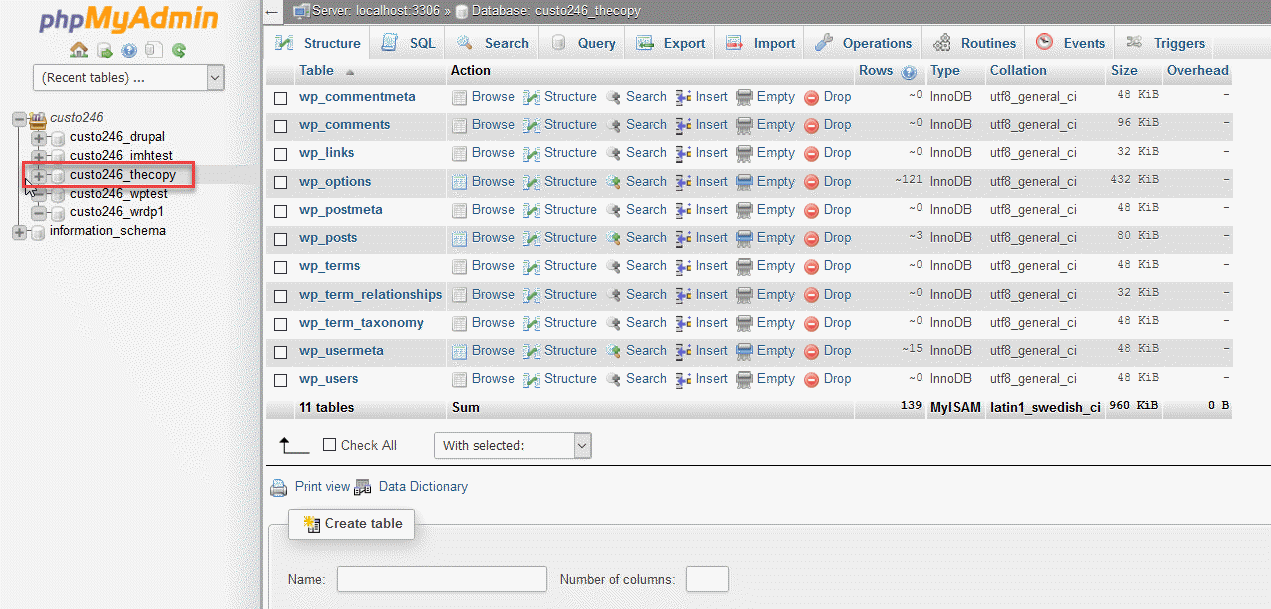 phpMyAdmin
(Recent tables) ...
custo246
custo246_drupal
custo246_imhtest
custo246_thecopy
custo246_wptest
custo246_wrdp1
information_schema
Server: localhost:3306 » Database: custo246_thecopy
Structure SQL Search Query Export Import Operations Routines Events Triggers
Table Action Rows Type Collation Size Overhead
wp_commentmeta Browse Structure Search Insert Empty Drop ~0 InnoDB utf8_general_ci 48 KiB -
wp_comments Browse Structure Search Insert Empty Drop ~0 InnoDB utf8_general_ci 96 KiB -
wp_links Browse Structure Search Insert Empty Drop ~0 InnoDB utf8_general_ci 32 KiB -
wp_options Browse Structure Search Insert Empty Drop ~121 InnoDB utf8_general_ci 432 KiB -
wp_postmeta Browse Structure Search Insert Empty Drop ~0 InnoDB utf8_general_ci 48 KiB -
wp_posts Browse Structure Search Insert Empty Drop ~3 InnoDB utf8_general_ci 80 KiB -
wp_terms Browse Structure Search Insert Empty Drop ~0 InnoDB utf8_general_ci 48 KiB -
wp_term_relationships Browse Structure Search Insert Empty Drop ~0 InnoDB utf8_general_ci 32 KiB -
wp_term_taxonomy Browse Structure Search Insert Empty Drop ~0 InnoDB utf8_general_ci 48 KiB -
wp_usermeta Browse Structure Search Insert Empty Drop ~15 InnoDB utf8_general_ci 48 KiB -
wp_users Browse Structure Search Insert Empty Drop ~0 InnoDB utf8_general_ci 48 KiB -
11 tables Sum 139 MyISAM latin1_swedish_ci 960 KiB 0 B
Check All With selected:
Print view Data Dictionary
Create table
Name: Number of columns: